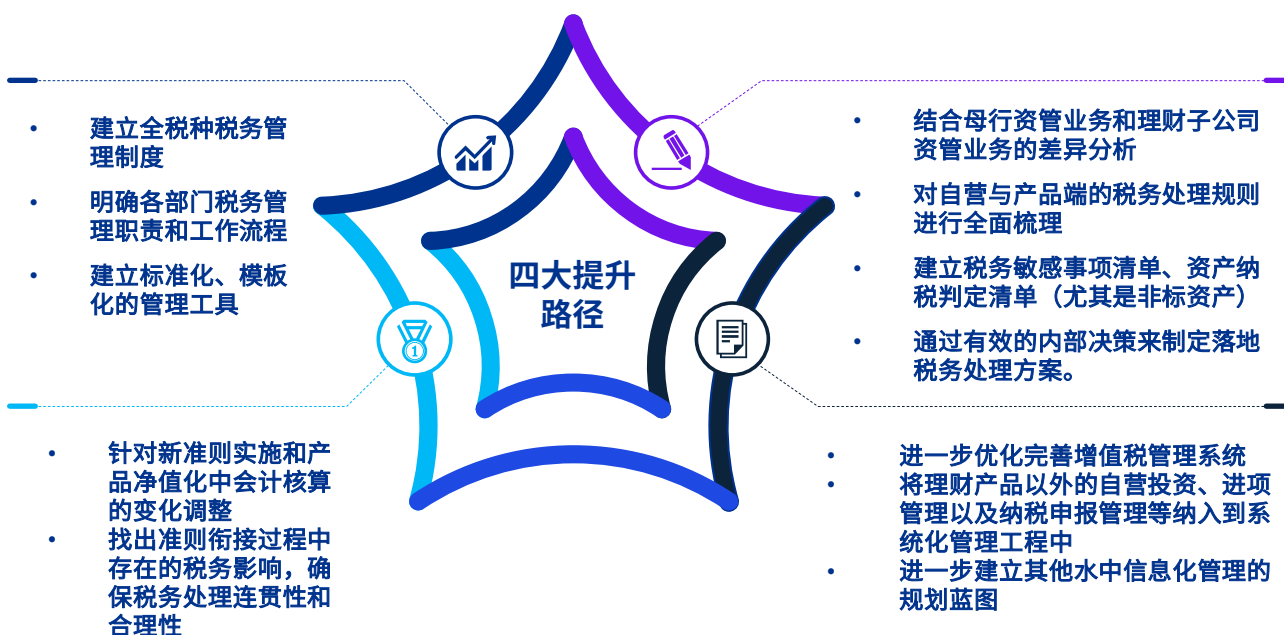 建立全税种税务管
理制度
明确各部门税务管
理职责和工作流程
建立标准化、模板
化的管理工具
结合母行资管业务和理财子公司
资管业务的差异分析
对自营与产品端的税务处理规则
进行全面梳理
建立税务敏感事项清单、资产纳
税判定清单（尤其是非标资产）
通过有效的内部决策来制定落地
税务处理方案。
四大提升
路径
1
针对新准则实施和产
品净值化中会计核算
的变化调整
找出准则衔接过程中
存在的税务影响，确
保税务处理连贯性和
合理性
进一步优化完善增值税管理系统
将理财产品以外的自营投资、进项
管理以及纳税申报管理等纳入到系
统化管理工程中
进一步建立其他水中信息化管理的
规划蓝图